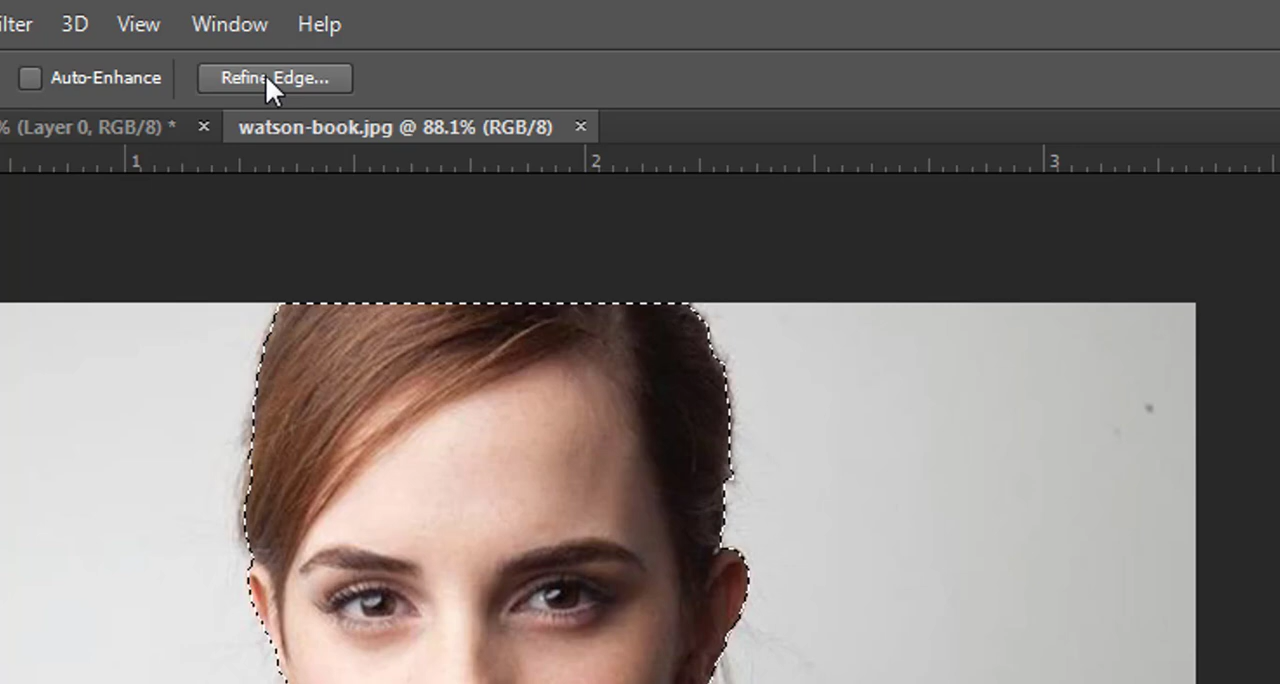 ilter 3D View Window Help
Auto-Enhance Refine Edge...
% (Layer 0, RGB/8) * × watson-book.jpg @ 88.1% (RGB/8) ×
1 2 3